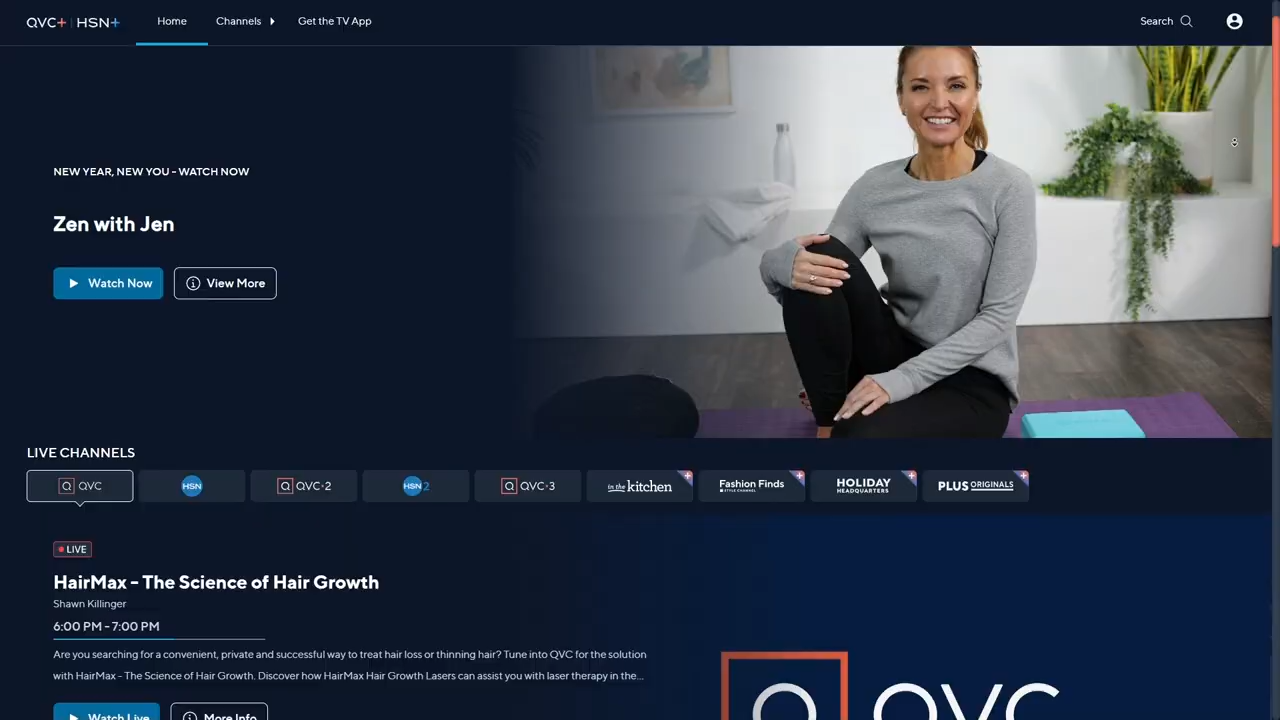 QVC+ | HSN+ Home Channels Get the TV App Search
NEW YEAR, NEW YOU - WATCH NOW
Zen with Jen
Watch Now View More
LIVE CHANNELS
Q QVC HSN Q QVC•2 HSN2 Q QVC•3 in the kitchen Fashion Finds HOLIDAY PLUS ORIGINALS
HEADQUARTERS
LIVE
HairMax - The Science of Hair Growth
Shawn Killinger
6:00 PM - 7:00 PM
Are you searching for a convenient, private and successful way to treat hair loss or thinning hair? Tune into QVC for the solution
with HairMax - The Science of Hair Growth. Discover how HairMax Hair Growth Lasers can assist you with laser therapy in the...
Q QVC
Watch Live More Info